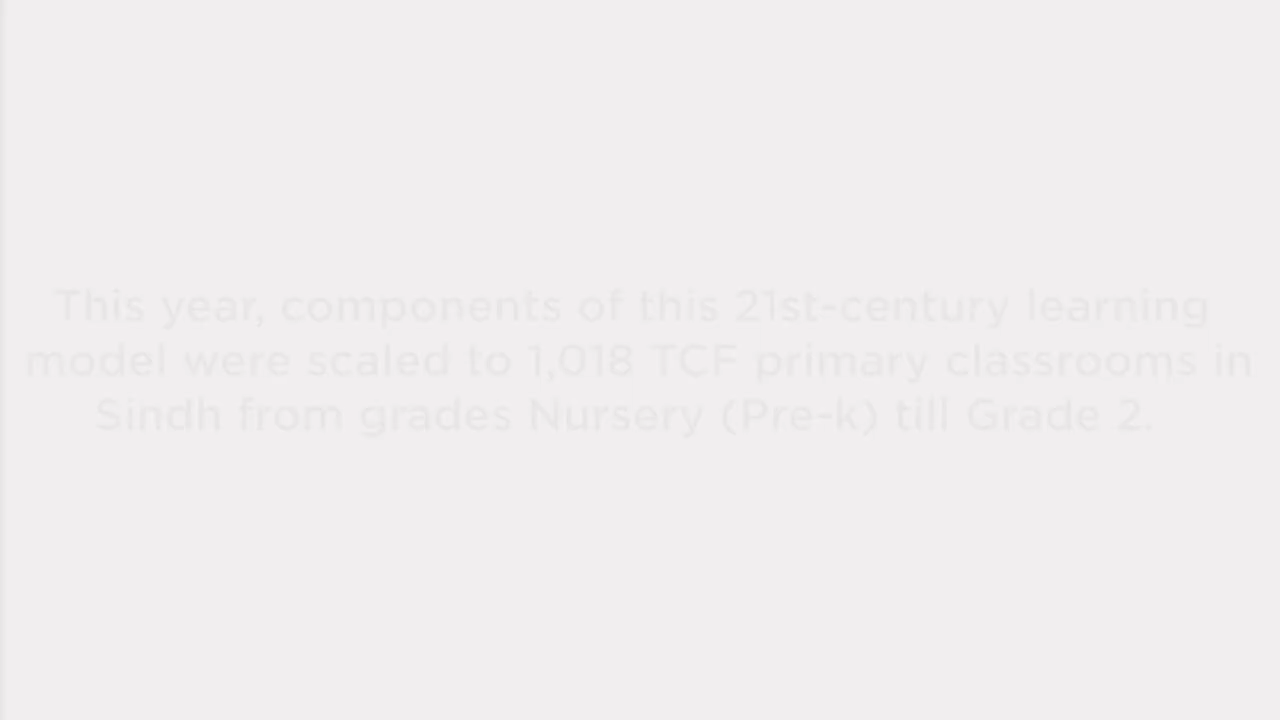 This year, components of this 21st-century learning
model were scaled to 1,018 TCF primary classrooms in
Sindh from grades Nursery (Pre-k) till Grade 2.